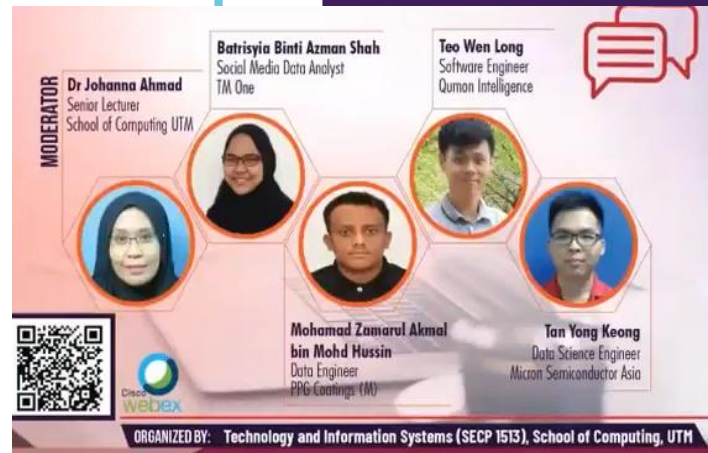 MODERATOR
Dr Johanna Ahmad
Senior Lecturer
School of Computing UTM
Batrisyia Binti Azman Shah
Social Media Data Analyst
TM One
Teo Wen Long
Software Engineer
Qumon Intelligence
Mohamad Zamarul Akmal
bin Mohd Hussin
Data Engineer
PPG Coatings (M)
Tan Yong Keong
Data Science Engineer
Micron Semiconductor Asia
Cisco
webex
ORGANIZED BY: Technology and Information Systems (SECP 1513), School of Computing, UTM